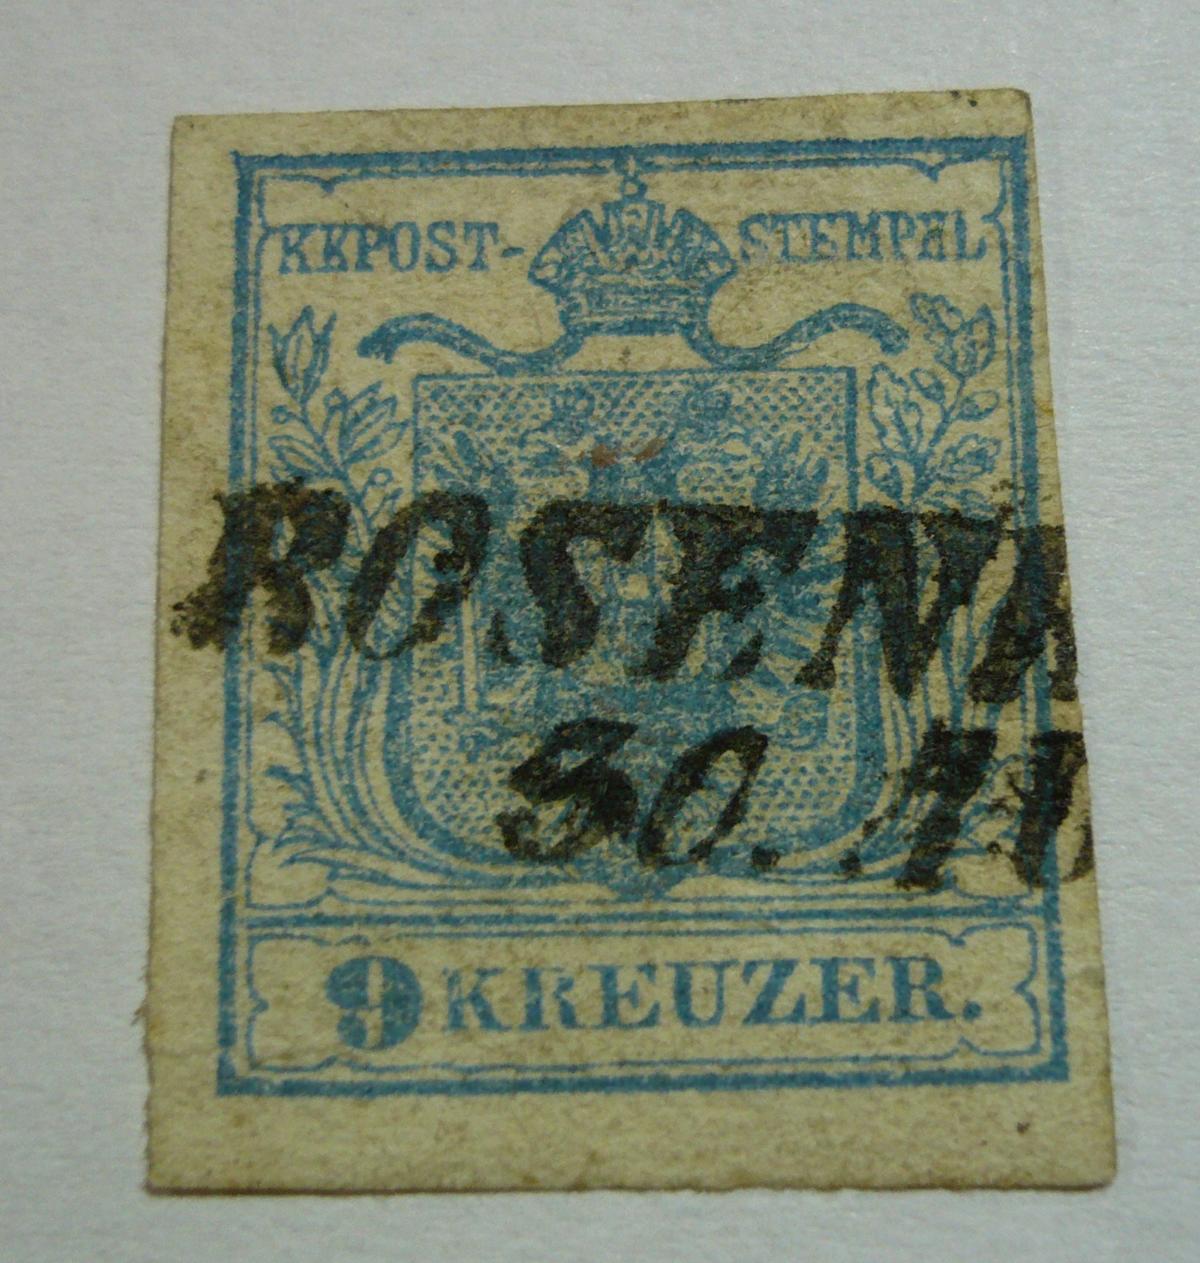 KKPOST-STEMPEL
ROSENA
30.
9 KREUZER.